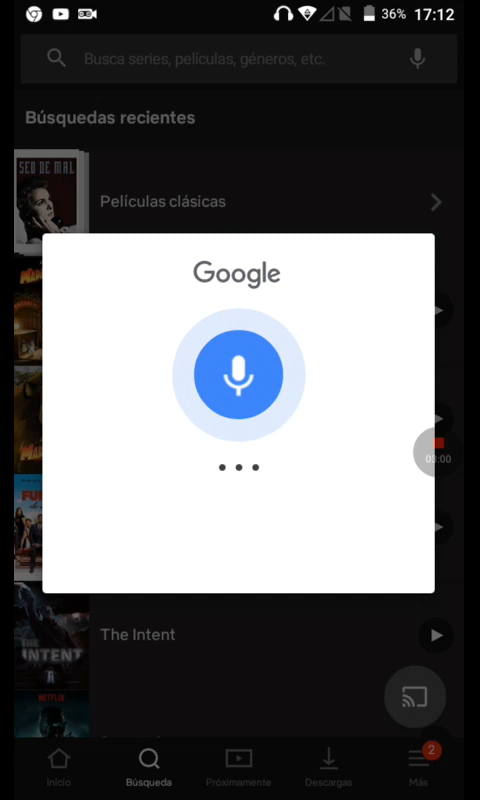 36% 17:12
Busca series, películas, géneros, etc.
Búsquedas recientes
SED DE MAL
Películas clásicas
Google
03:00
The Intent
THE
INTENT
NETFLIX
2
Inicio
Búsqueda
Próximamente
Descargas
Más